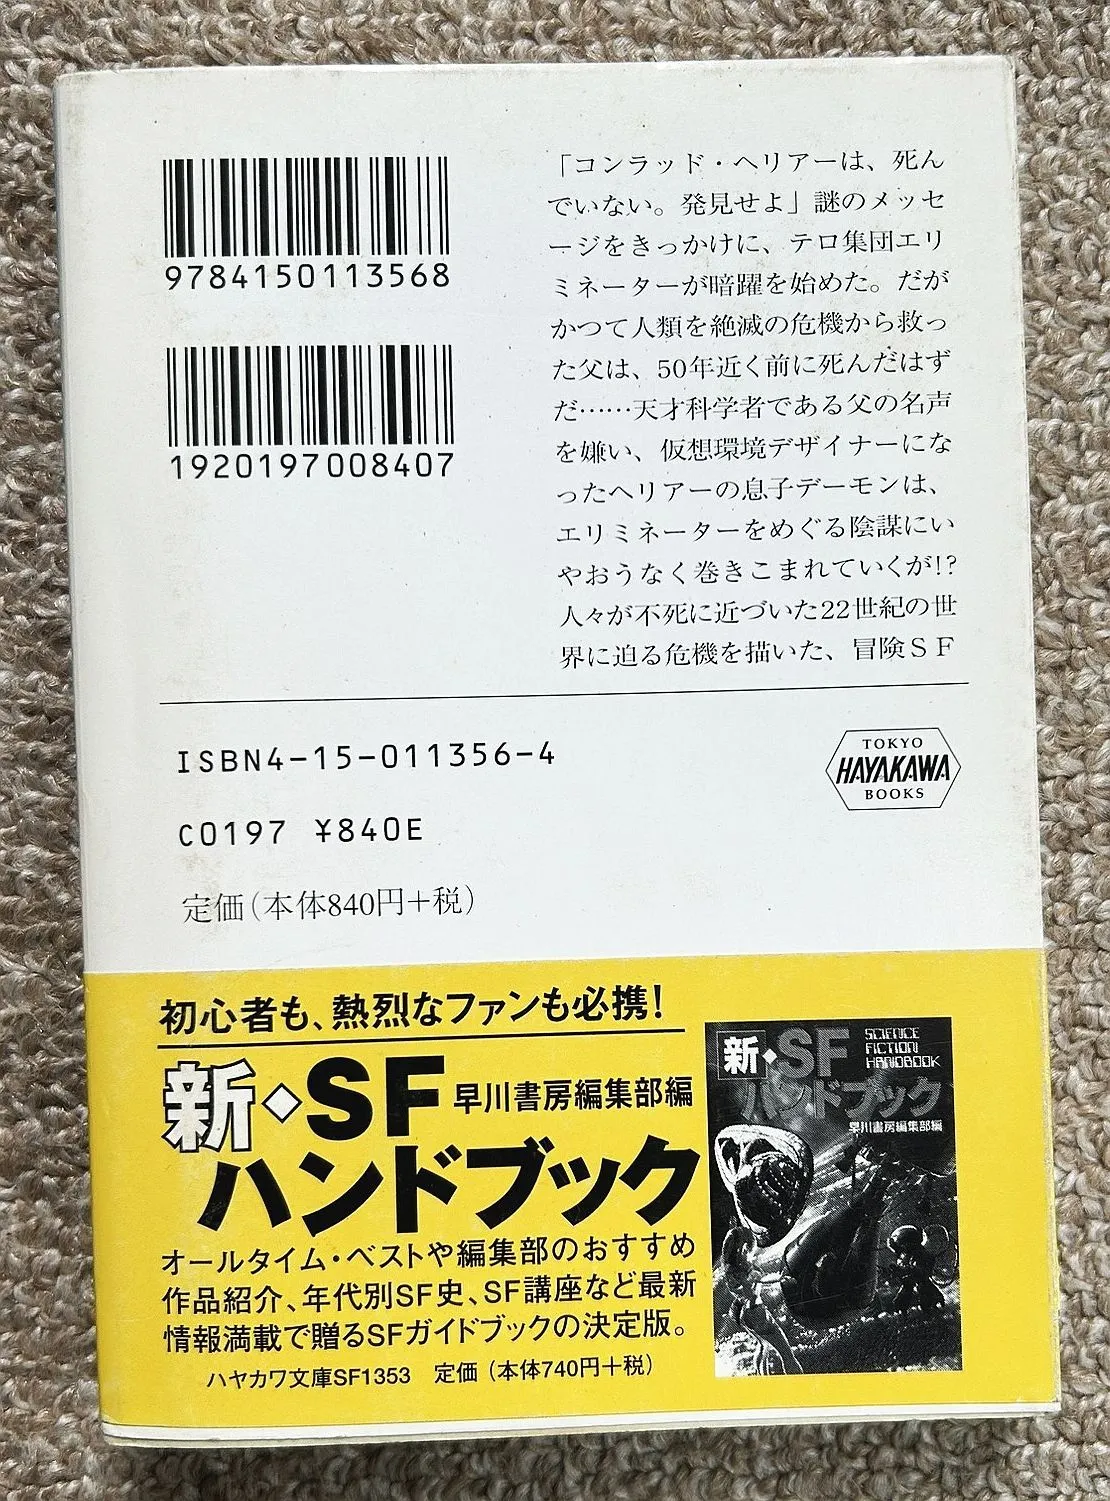 9784150113568
1920197008407
「コンラッド・ヘリアーは、死ん
でいない。発見せよ」謎のメッセ
ージをきっかけに、テロ集団エリ
ミネーターが暗躍を始めた。だが
かつて人類を絶滅の危機から救っ
た父は、50年近く前に死んだはず
だ……天才科学者である父の名声
を嫌い、仮想環境デザイナーにな
ったヘリアーの息子デーモンは、
エリミネーターをめぐる陰謀にい
やおうなく巻きこまれていくが!?
人々が不死に近づいた22世紀の世
界に迫る危機を描いた、冒険ＳＦ
ISBN4-15-011356-4
C0197 ¥840E
定価(本体840円+税)
TOKYO
HAYAKAWA
BOOKS
初心者も、熱烈なファンも必携!
新・SF 早川書房編集部編
ハンドブック
オールタイム・ベストや編集部のおすすめ
作品紹介、年代別SF史、SF講座など最新
情報満載で贈るSFガイドブックの決定版。
ハヤカワ文庫SF1353 定価(本体740円+税)
新・SF
SCIENCE
FICTION
HANDBOOK
ハンドブック
早川書房編集部編